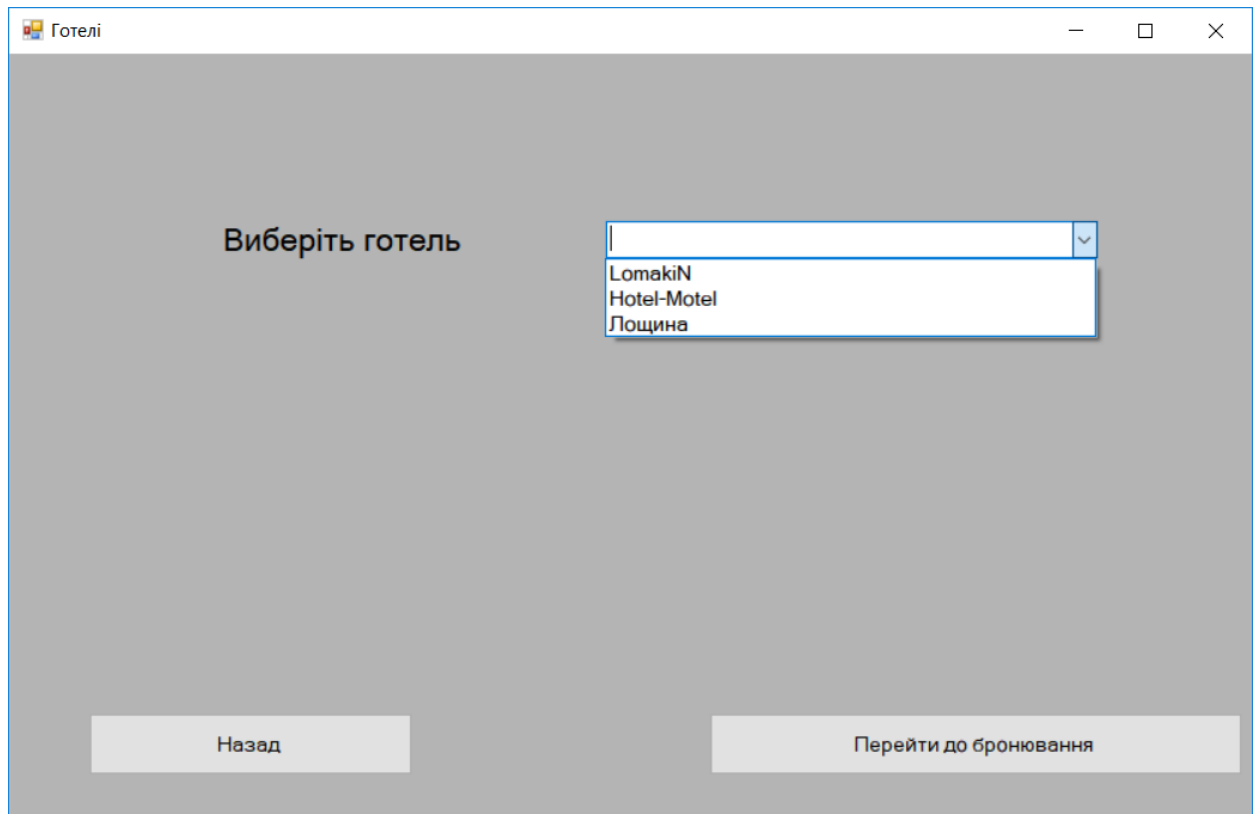 Готелі
Виберіть готель
LomakiN
Hotel-Motel
Лощина
Назад
Перейти до бронювання